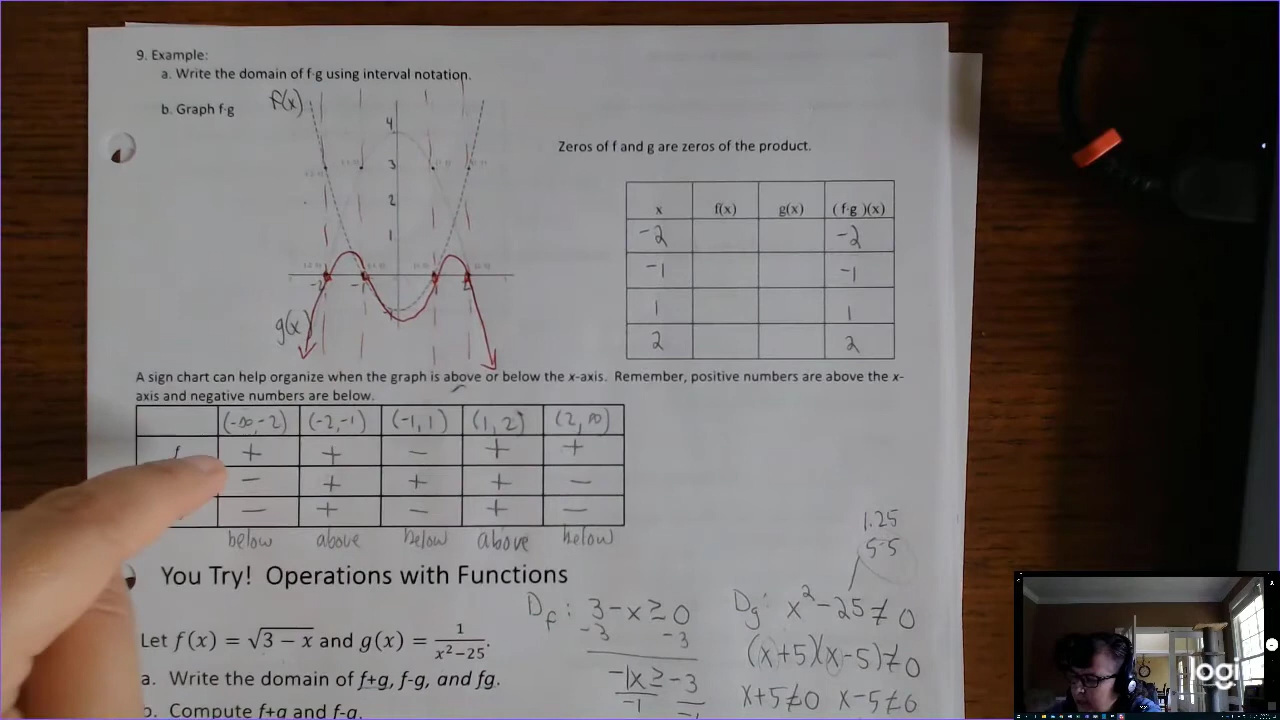 9. Example:
a. Write the domain of f·g using interval notation.
b. Graph f·g
f(x)
4
3
2
1
-2
g(x)
Zeros of f and g are zeros of the product.
x f(x) g(x) (f·g)(x)
-2 -2
-1 -1
1 1
2 2
A sign chart can help organize when the graph is above or below the x-axis. Remember, positive numbers are above the x-
axis and negative numbers are below.
(-∞,-2) (-2,-1) (-1,1) (1,2) (2,∞)
f + + - + +
- + + + -
- + - + -
below above below above below
You Try! Operations with Functions
Let f(x) = √3 − x and g(x) = 1/x²−25.
a. Write the domain of f+g, f-g, and fg.
b. Compute f+g and f-g.
D_f: 3-x≥0
-3 -3
-1x≥-3
-1 -1
1·25
5·5
D_g: x²-25≠0
(x+5)(x-5)≠0
x+5≠0 x-5≠0
logi